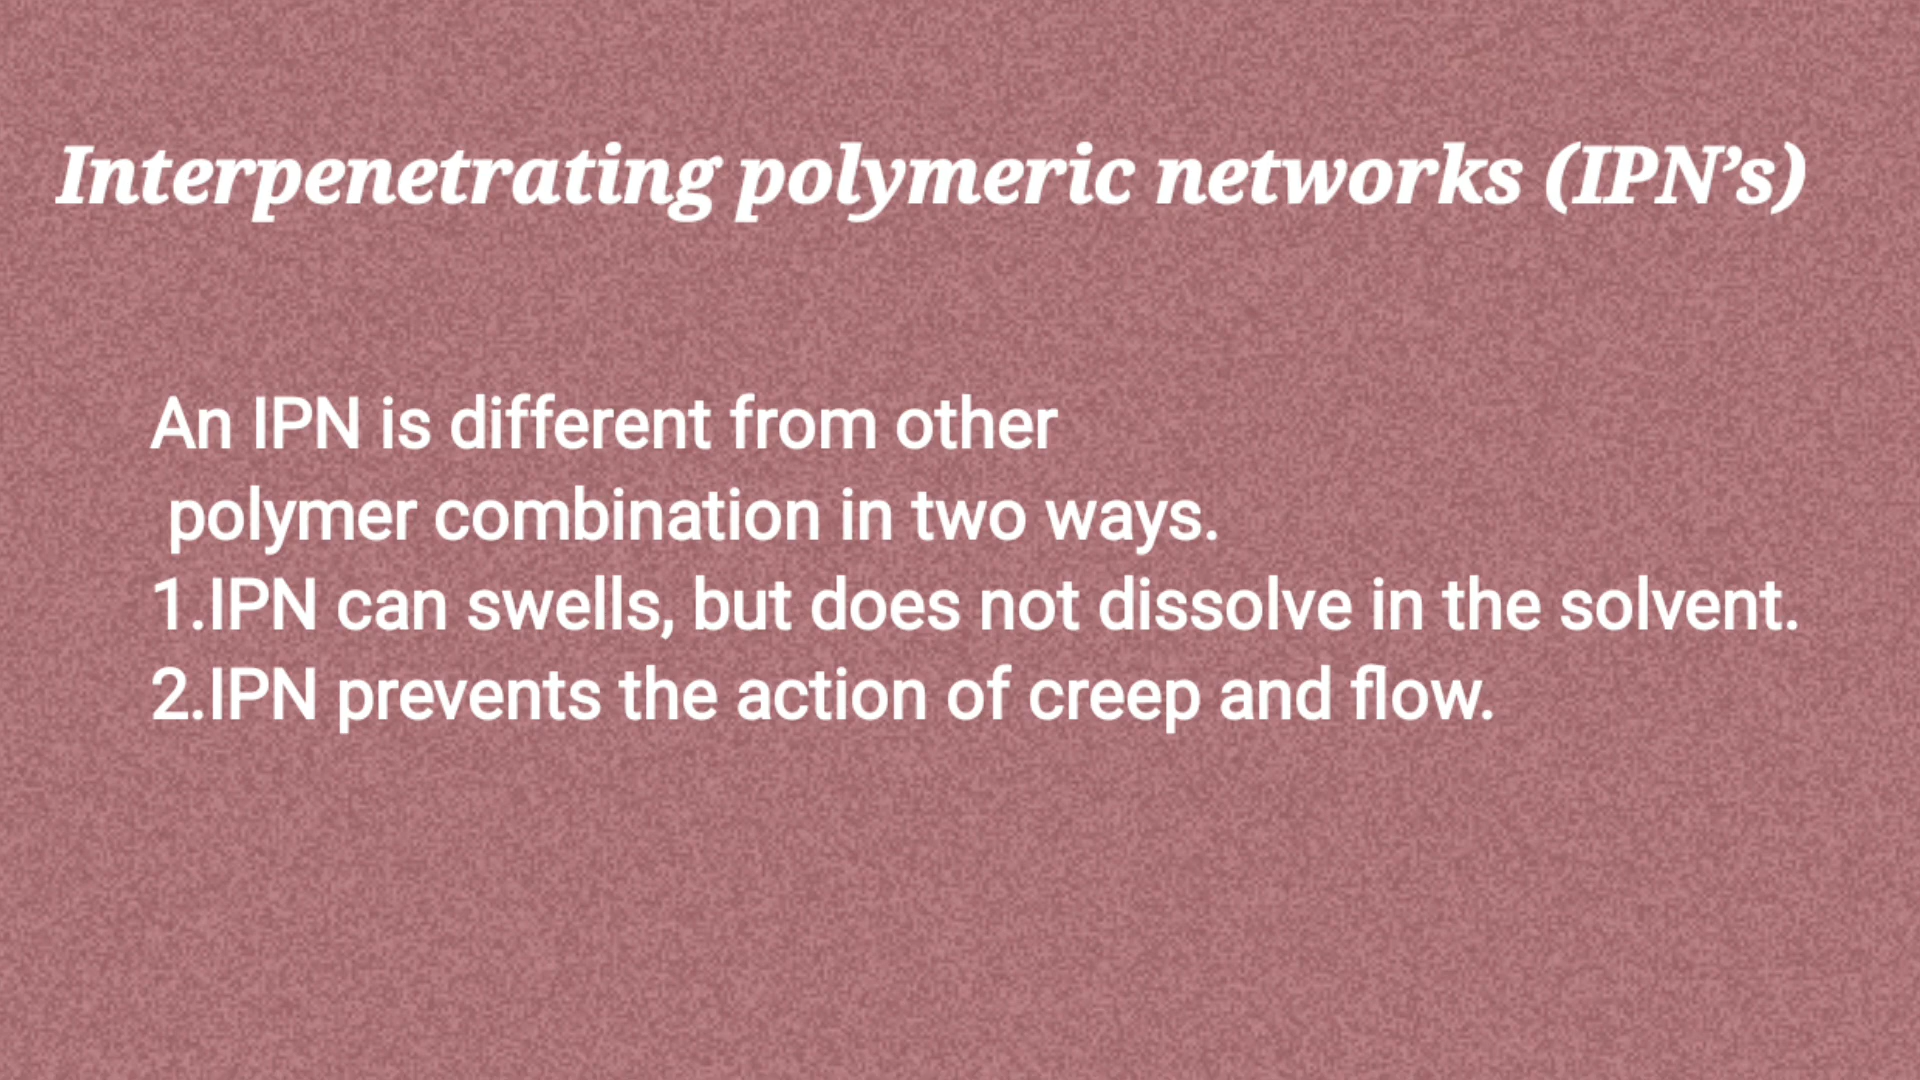 Interpenetrating polymeric networks (IPN’s)
An IPN is different from other
polymer combination in two ways.
1.IPN can swells, but does not dissolve in the solvent.
2.IPN prevents the action of creep and flow.